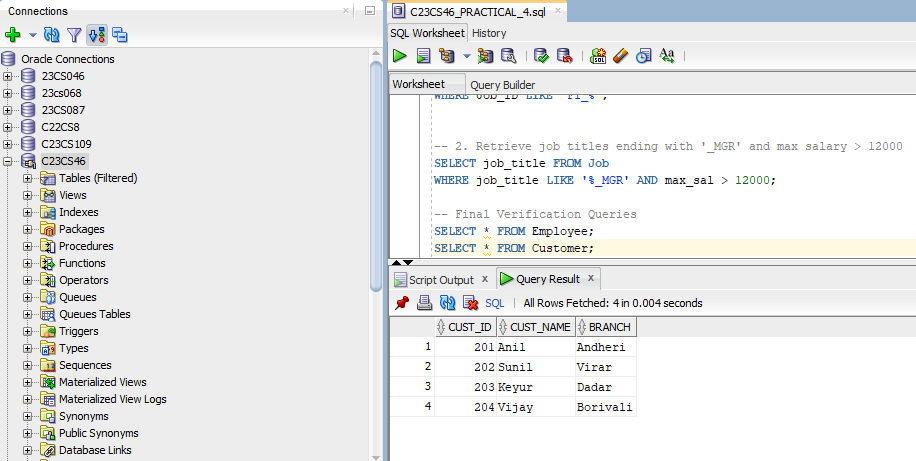 Connections
Oracle Connections
23CS046
23cs068
23CS087
C22CS8
C23CS109
C23CS46
Tables (Filtered)
Views
Indexes
Packages
Procedures
Functions
Operators
Queues
Queues Tables
Triggers
Types
Sequences
Materialized Views
Materialized View Logs
Synonyms
Public Synonyms
Database Links
C23CS46_PRACTICAL_4.sql
SQL Worksheet History
Worksheet Query Builder
-- 2. Retrieve job titles ending with '_MGR' and max salary > 12000
SELECT job_title FROM Job
WHERE job_title LIKE '%_MGR' AND max_sal > 12000;
-- Final Verification Queries
SELECT * FROM Employee;
SELECT * FROM Customer;
Script Output x Query Result x
SQL | All Rows Fetched: 4 in 0.004 seconds
CUST_ID CUST_NAME BRANCH
1 201 Anil Andheri
2 202 Sunil Virar
3 203 Keyur Dadar
4 204 Vijay Borivali